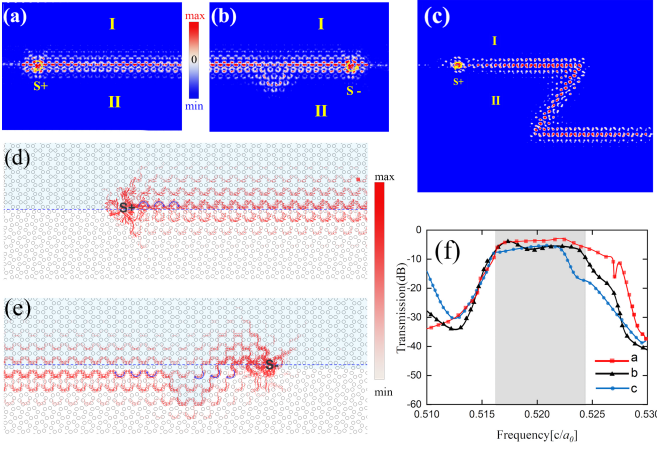 (a)
I
S+
II
max
0
min
(b)
I
S -
II
(c)
I
S+
II
(d)
S+
max
min
(e)
S-
(f)
Transmission(dB)
0
-10
-20
-30
-40
-50
-60
0.510
0.515
0.520
0.525
0.530
Frequency[c/a₀]
a
b
c